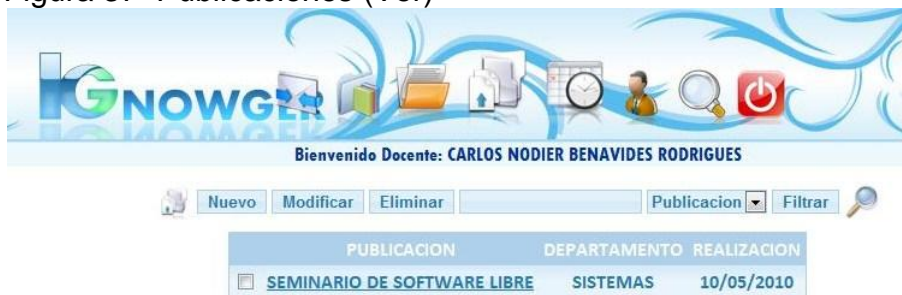 IGNOWGER
Bienvenido Docente: CARLOS NODIER BENAVIDES RODRIGUES
Nuevo Modificar Eliminar Publicacion Filtrar
PUBLICACION DEPARTAMENTO REALIZACION
SEMINARIO DE SOFTWARE LIBRE SISTEMAS 10/05/2010